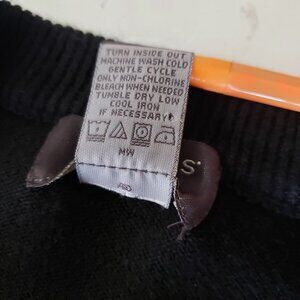 TURN INSIDE OUT
MACHINE WASH COLD
GENTLE CYCLE
ONLY NON-CHLORINE
BLEACH WHEN NEEDED
TUMBLE DRY LOW
COOL IRON
IF NECESSARY
MW
S